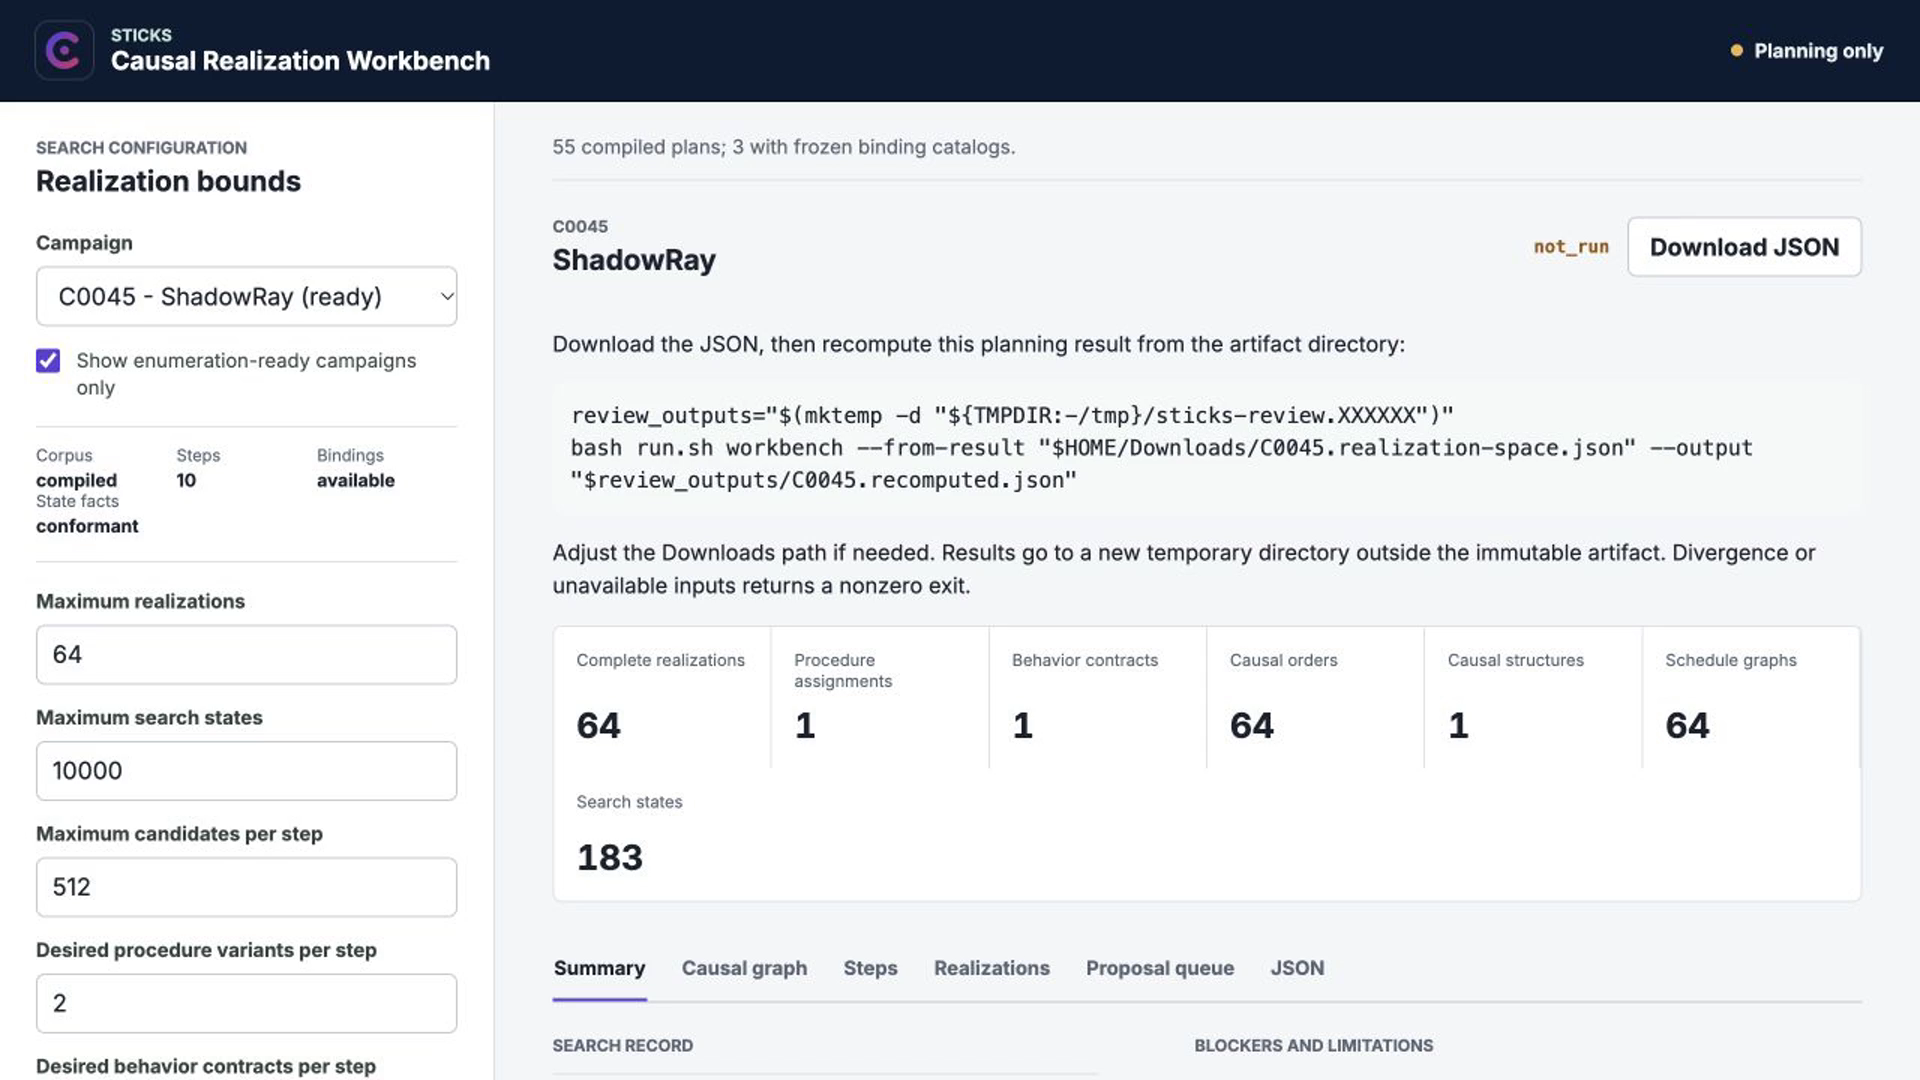 STICKS
Causal Realization Workbench
Planning only
SEARCH CONFIGURATION
Realization bounds
Campaign
C0045 - ShadowRay (ready)
Show enumeration-ready campaigns
only
Corpus
compiled
Steps
10
Bindings
available
State facts
conformant
Maximum realizations
64
Maximum search states
10000
Maximum candidates per step
512
Desired procedure variants per step
2
Desired behavior contracts per step
55 compiled plans; 3 with frozen binding catalogs.
C0045
ShadowRay
not_run
Download JSON
Download the JSON, then recompute this planning result from the artifact directory:
review_outputs="$(mktemp -d "${TMPDIR:-/tmp}/sticks-review.XXXXXX")"
bash run.sh workbench --from-result "$HOME/Downloads/C0045.realization-space.json" --output
"$review_outputs/C0045.recomputed.json"
Adjust the Downloads path if needed. Results go to a new temporary directory outside the immutable artifact. Divergence or
unavailable inputs returns a nonzero exit.
Complete realizations
64
Procedure
assignments
1
Behavior contracts
1
Causal orders
64
Causal structures
1
Schedule graphs
64
Search states
183
Summary
Causal graph
Steps
Realizations
Proposal queue
JSON
SEARCH RECORD
BLOCKERS AND LIMITATIONS